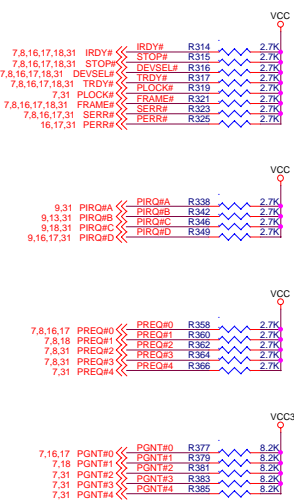 VCC
7,8,16,17,18,31 IRDY# IRDY# R314 2.7K
7,8,16,17,18,31 STOP# STOP# R315 2.7K
7,8,16,17,18,31 DEVSEL# DEVSEL# R316 2.7K
7,8,16,17,18,31 TRDY# TRDY# R317 2.7K
7,31 PLOCK# PLOCK# R319 2.7K
7,8,16,17,18,31 FRAME# FRAME# R321 2.7K
7,8,16,17,31 SERR# SERR# R323 2.7K
16,17,31 PERR# PERR# R325 2.7K
VCC
9,31 PIRQ#A PIRQ#A R338 2.7K
9,13,31 PIRQ#B PIRQ#B R342 2.7K
9,18,31 PIRQ#C PIRQ#C R346 2.7K
9,16,17,31 PIRQ#D PIRQ#D R349 2.7K
VCC
7,8,16,17 PREQ#0 PREQ#0 R358 2.7K
7,8,18 PREQ#1 PREQ#1 R360 2.7K
7,8,31 PREQ#2 PREQ#2 R362 2.7K
7,8,31 PREQ#3 PREQ#3 R364 2.7K
7,31 PREQ#4 PREQ#4 R366 2.7K
VCC3
7,16,17 PGNT#0 PGNT#0 R377 8.2K
7,18 PGNT#1 PGNT#1 R379 8.2K
7,31 PGNT#2 PGNT#2 R381 8.2K
7,31 PGNT#3 PGNT#3 R383 8.2K
7,31 PGNT#4 PGNT#4 R385 8.2K